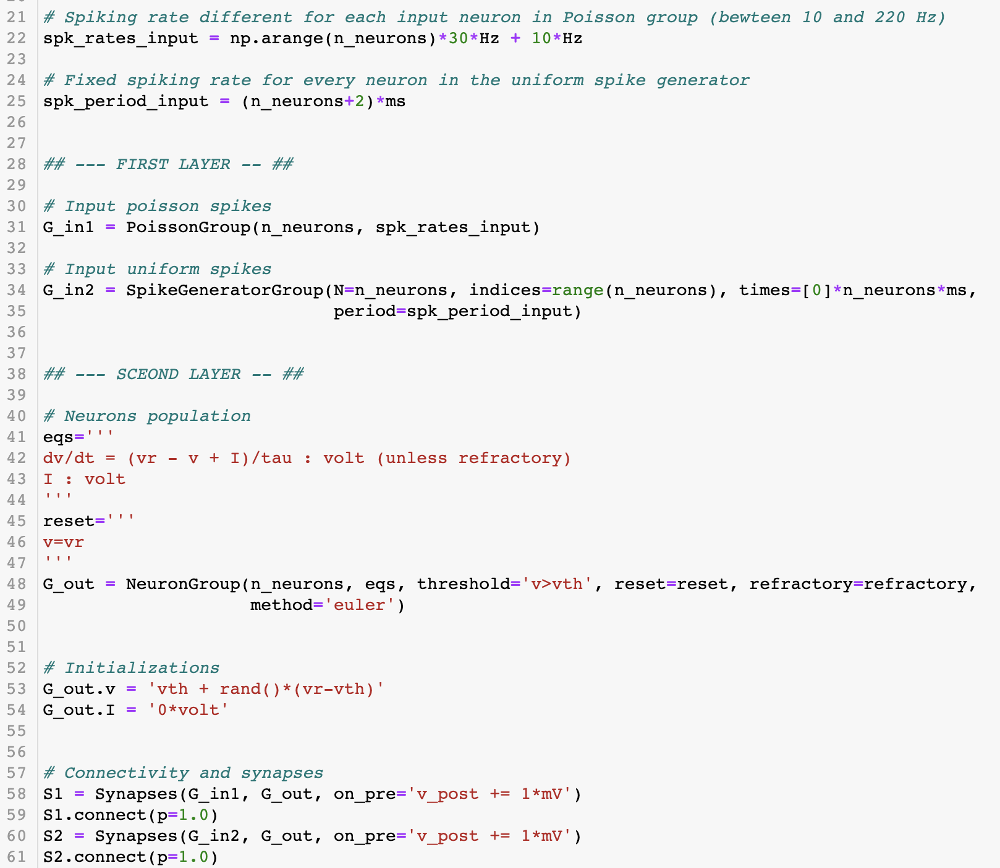 21 # Spiking rate different for each input neuron in Poisson group (bewteen 10 and 220 Hz)
22 spk_rates_input = np.arange(n_neurons)*30*Hz + 10*Hz
23
24 # Fixed spiking rate for every neuron in the uniform spike generator
25 spk_period_input = (n_neurons+2)*ms
26
27
28 ## --- FIRST LAYER -- ##
29
30 # Input poisson spikes
31 G_in1 = PoissonGroup(n_neurons, spk_rates_input)
32
33 # Input uniform spikes
34 G_in2 = SpikeGeneratorGroup(N=n_neurons, indices=range(n_neurons), times=[0]*n_neurons*ms,
35                             period=spk_period_input)
36
37
38 ## --- SCEOND LAYER -- ##
39
40 # Neurons population
41 eqs='''
42 dv/dt = (vr - v + I)/tau : volt (unless refractory)
43 I : volt
44 '''
45 reset='''
46 v=vr
47 '''
48 G_out = NeuronGroup(n_neurons, eqs, threshold='v>vth', reset=reset, refractory=refractory,
49                     method='euler')
50
51
52 # Initializations
53 G_out.v = 'vth + rand()*(vr-vth)'
54 G_out.I = '0*volt'
55
56
57 # Connectivity and synapses
58 S1 = Synapses(G_in1, G_out, on_pre='v_post += 1*mV')
59 S1.connect(p=1.0)
60 S2 = Synapses(G_in2, G_out, on_pre='v_post += 1*mV')
61 S2.connect(p=1.0)